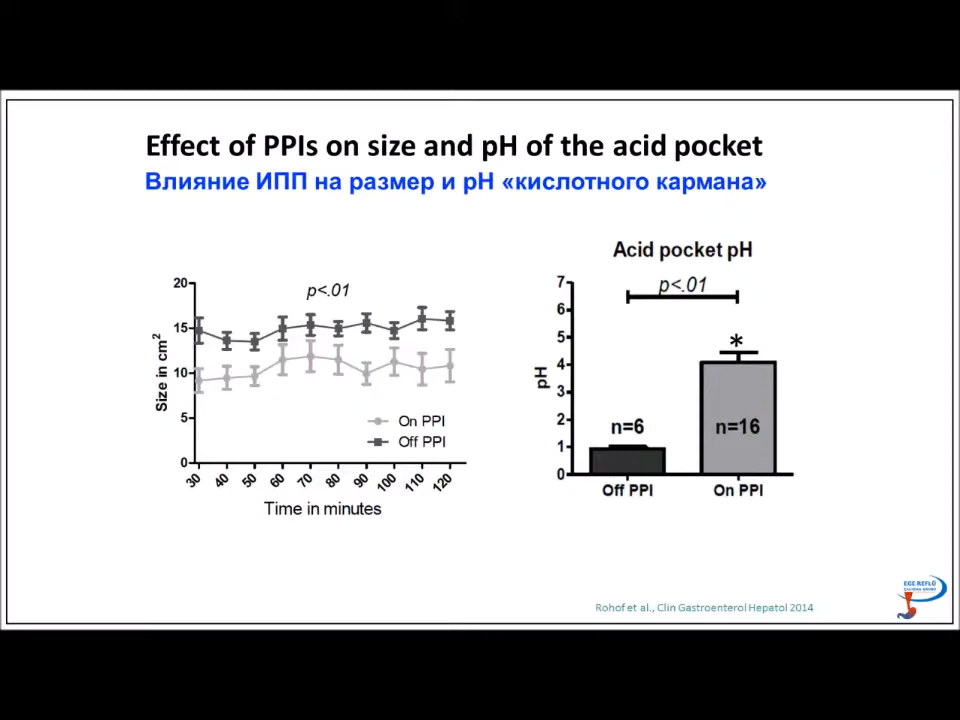 Effect of PPIs on size and pH of the acid pocket
Влияние ИПП на размер и pH «кислотного кармана»
20
15
10
5
0
Size in cm²
p<.01
On PPI
Off PPI
30 40 50 60 70 80 90 100 110 120
Time in minutes
Acid pocket pH
7
6
5
4
3
2
1
0
pH
p<.01
*
n=6
n=16
Off PPI On PPI
EGE REFLÜ
Rohof et al., Clin Gastroenterol Hepatol 2014